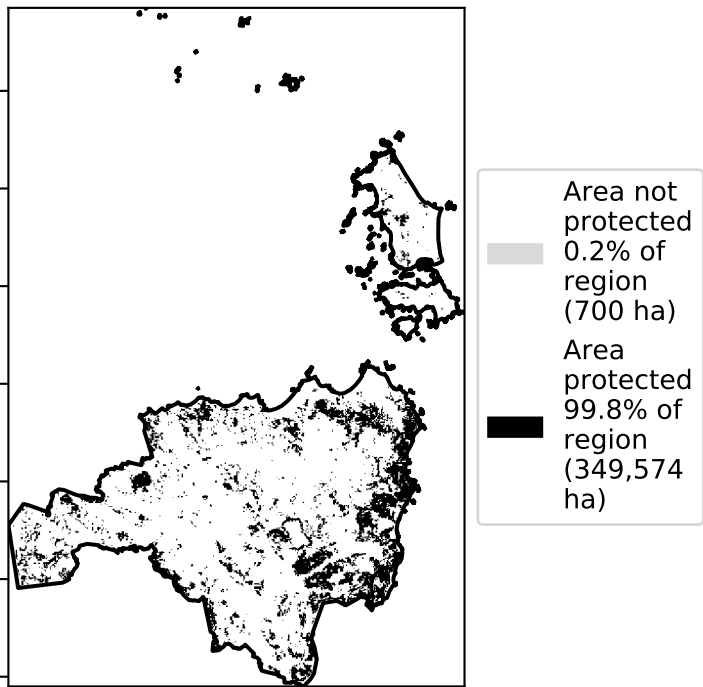 Area not
protected
0.2% of
region
(700 ha)
Area
protected
99.8% of
region
(349,574
ha)